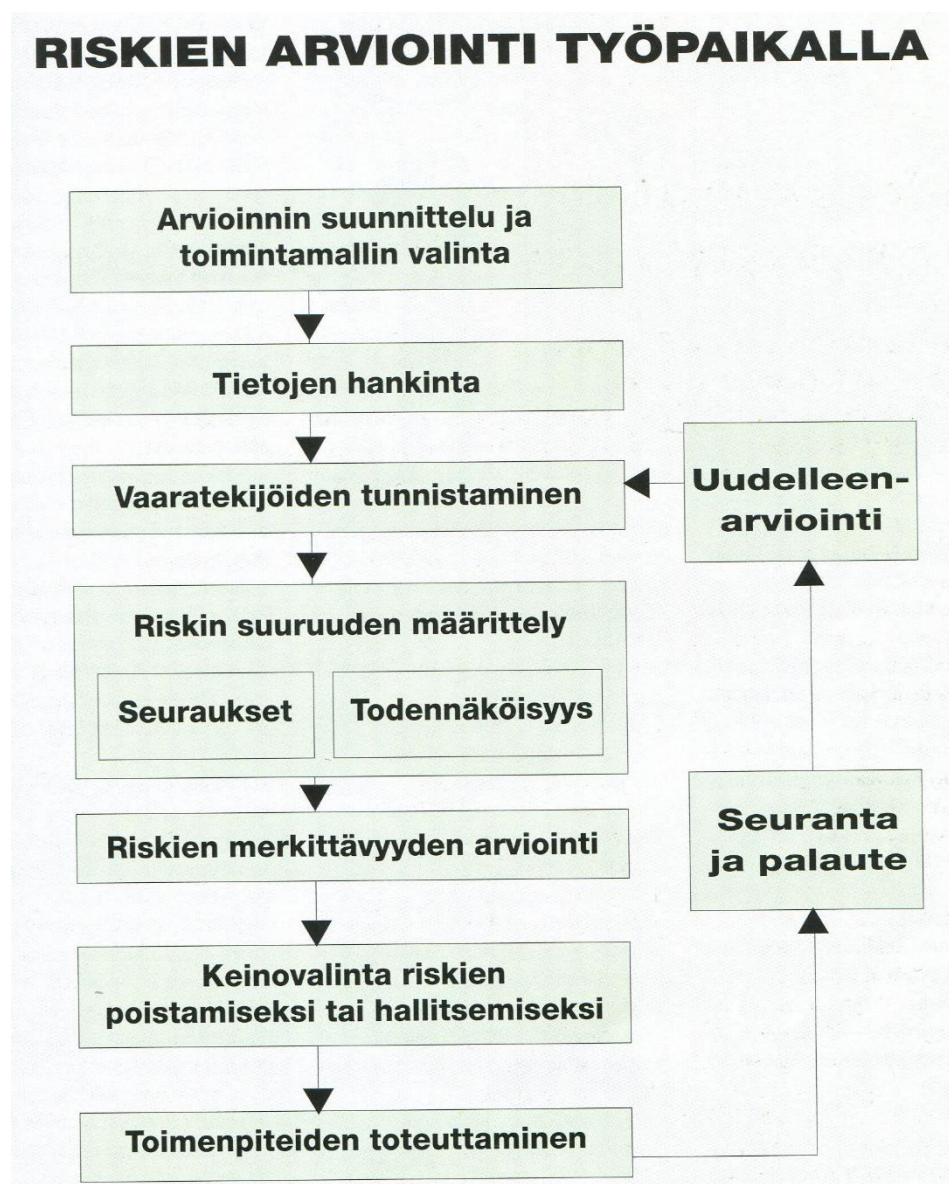 RISKIEN ARVIOINTI TYÖPAIKALLA
Arvioinnin suunnittelu ja
toimintamallin valinta
Tietojen hankinta
Vaaratekijöiden tunnistaminen
Uudelleen-
arviointi
Riskin suuruuden määrittely
Seuraukset
Todennäköisyys
Riskien merkittävyyden arviointi
Seuranta
ja palaute
Keinovalinta riskien
poistamiseksi tai hallitsemiseksi
Toimenpiteiden toteuttaminen